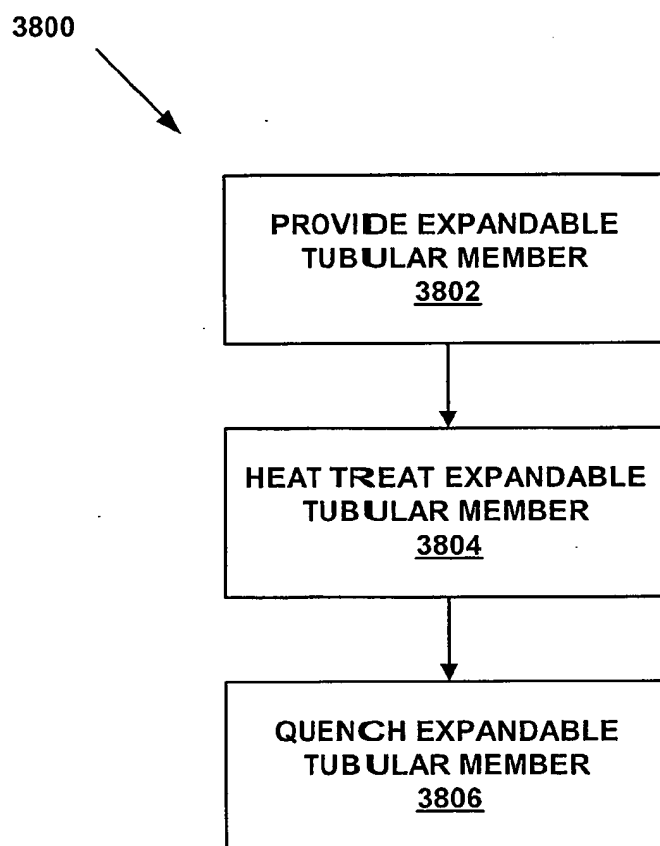 3800
PROVIDE EXPANDABLE
TUBULAR MEMBER
3802
HEAT TREAT EXPANDABLE
TUBULAR MEMBER
3804
QUENCH EXPANDABLE
TUBULAR MEMBER
3806